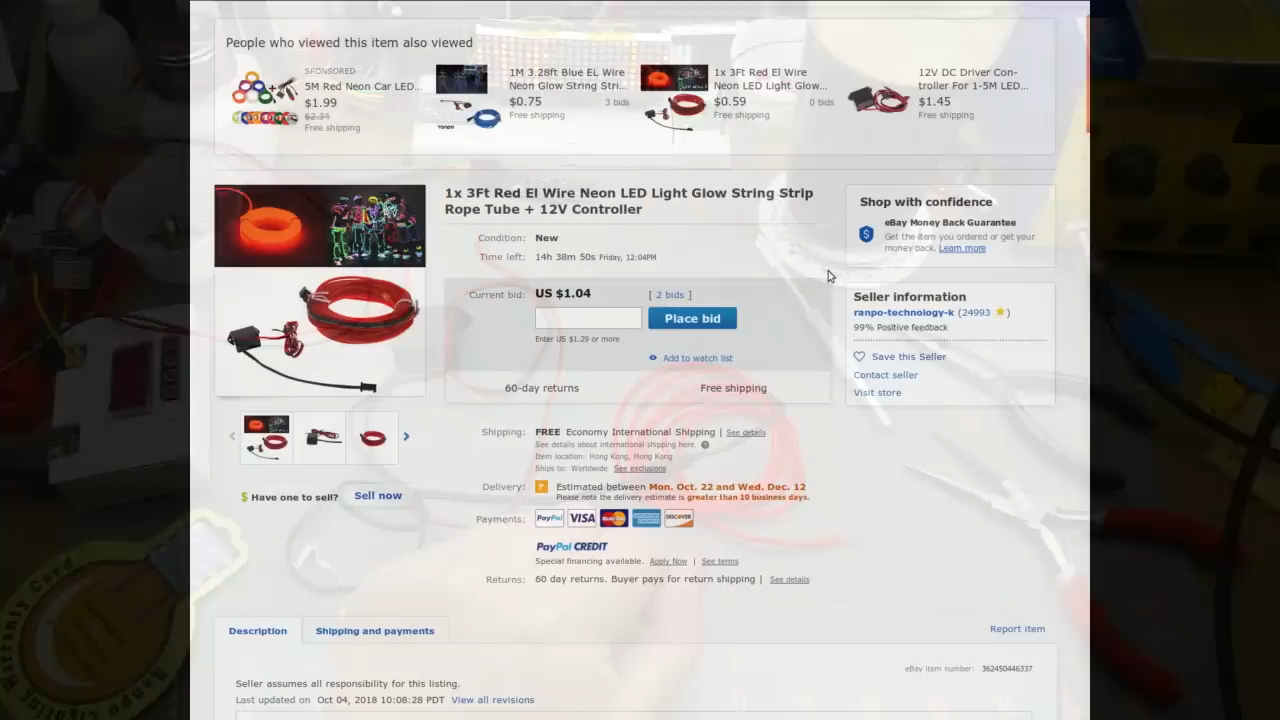 People who viewed this item also viewed
SPONSORED
5M Red Neon Car LED...
$1.99
$2.34
Free shipping
1M 3.28ft Blue EL Wire
Neon Glow String Stri...
$0.75 3 bids
Free shipping
1x 3Ft Red El Wire
Neon LED Light Glow...
$0.59 0 bids
Free shipping
12V DC Driver Con-
troller For 1-5M LED...
$1.45
Free shipping
1x 3Ft Red El Wire Neon LED Light Glow String Strip
Rope Tube + 12V Controller
Condition: New
Time left: 14h 38m 50s Friday, 12:04PM
Current bid: US $1.04 [ 2 bids ]
Place bid
Enter US $1.29 or more
Add to watch list
60-day returns Free shipping
Shop with confidence
eBay Money Back Guarantee
Get the item you ordered or get your
money back. Learn more
Seller information
ranpo-technology-k (24993 )
99% Positive feedback
Save this Seller
Contact seller
Visit store
$ Have one to sell? Sell now
Shipping: FREE Economy International Shipping | See details
See details about international shipping here. ?
Item location: Hong Kong, Hong Kong
Ships to: Worldwide See exclusions
Delivery: Estimated between Mon. Oct. 22 and Wed. Dec. 12
Please note the delivery estimate is greater than 10 business days.
Payments: PayPal VISA MasterCard AMERICAN EXPRESS DISCOVER
PayPal CREDIT
Special financing available. Apply Now | See terms
Returns: 60 day returns. Buyer pays for return shipping | See details
Description
Shipping and payments
Report item
eBay item number: 362450446337
Seller assumes all responsibility for this listing.
Last updated on Oct 04, 2018 10:08:28 PDT View all revisions
Warranty Card